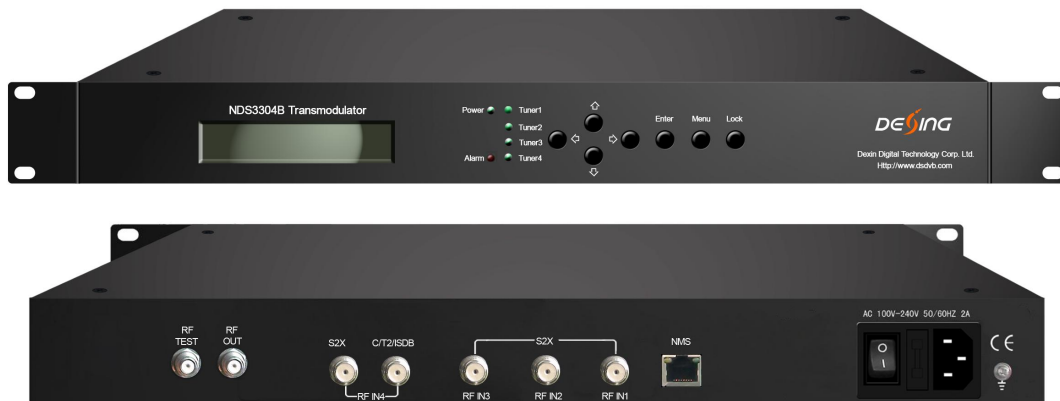 NDS3304B Transmodulator
Power
Tuner1
Tuner2
Tuner3
Alarm
Tuner4
Enter
Menu
Lock
DESING
Dexin Digital Technology Corp. Ltd.
Http://www.dsdvb.com
RF TEST
RF OUT
S2X
C/T2/ISDB
RF IN4
S2X
RF IN3
RF IN2
RF IN1
NMS
AC 100V-240V 50/60HZ 2A
O
I
CE